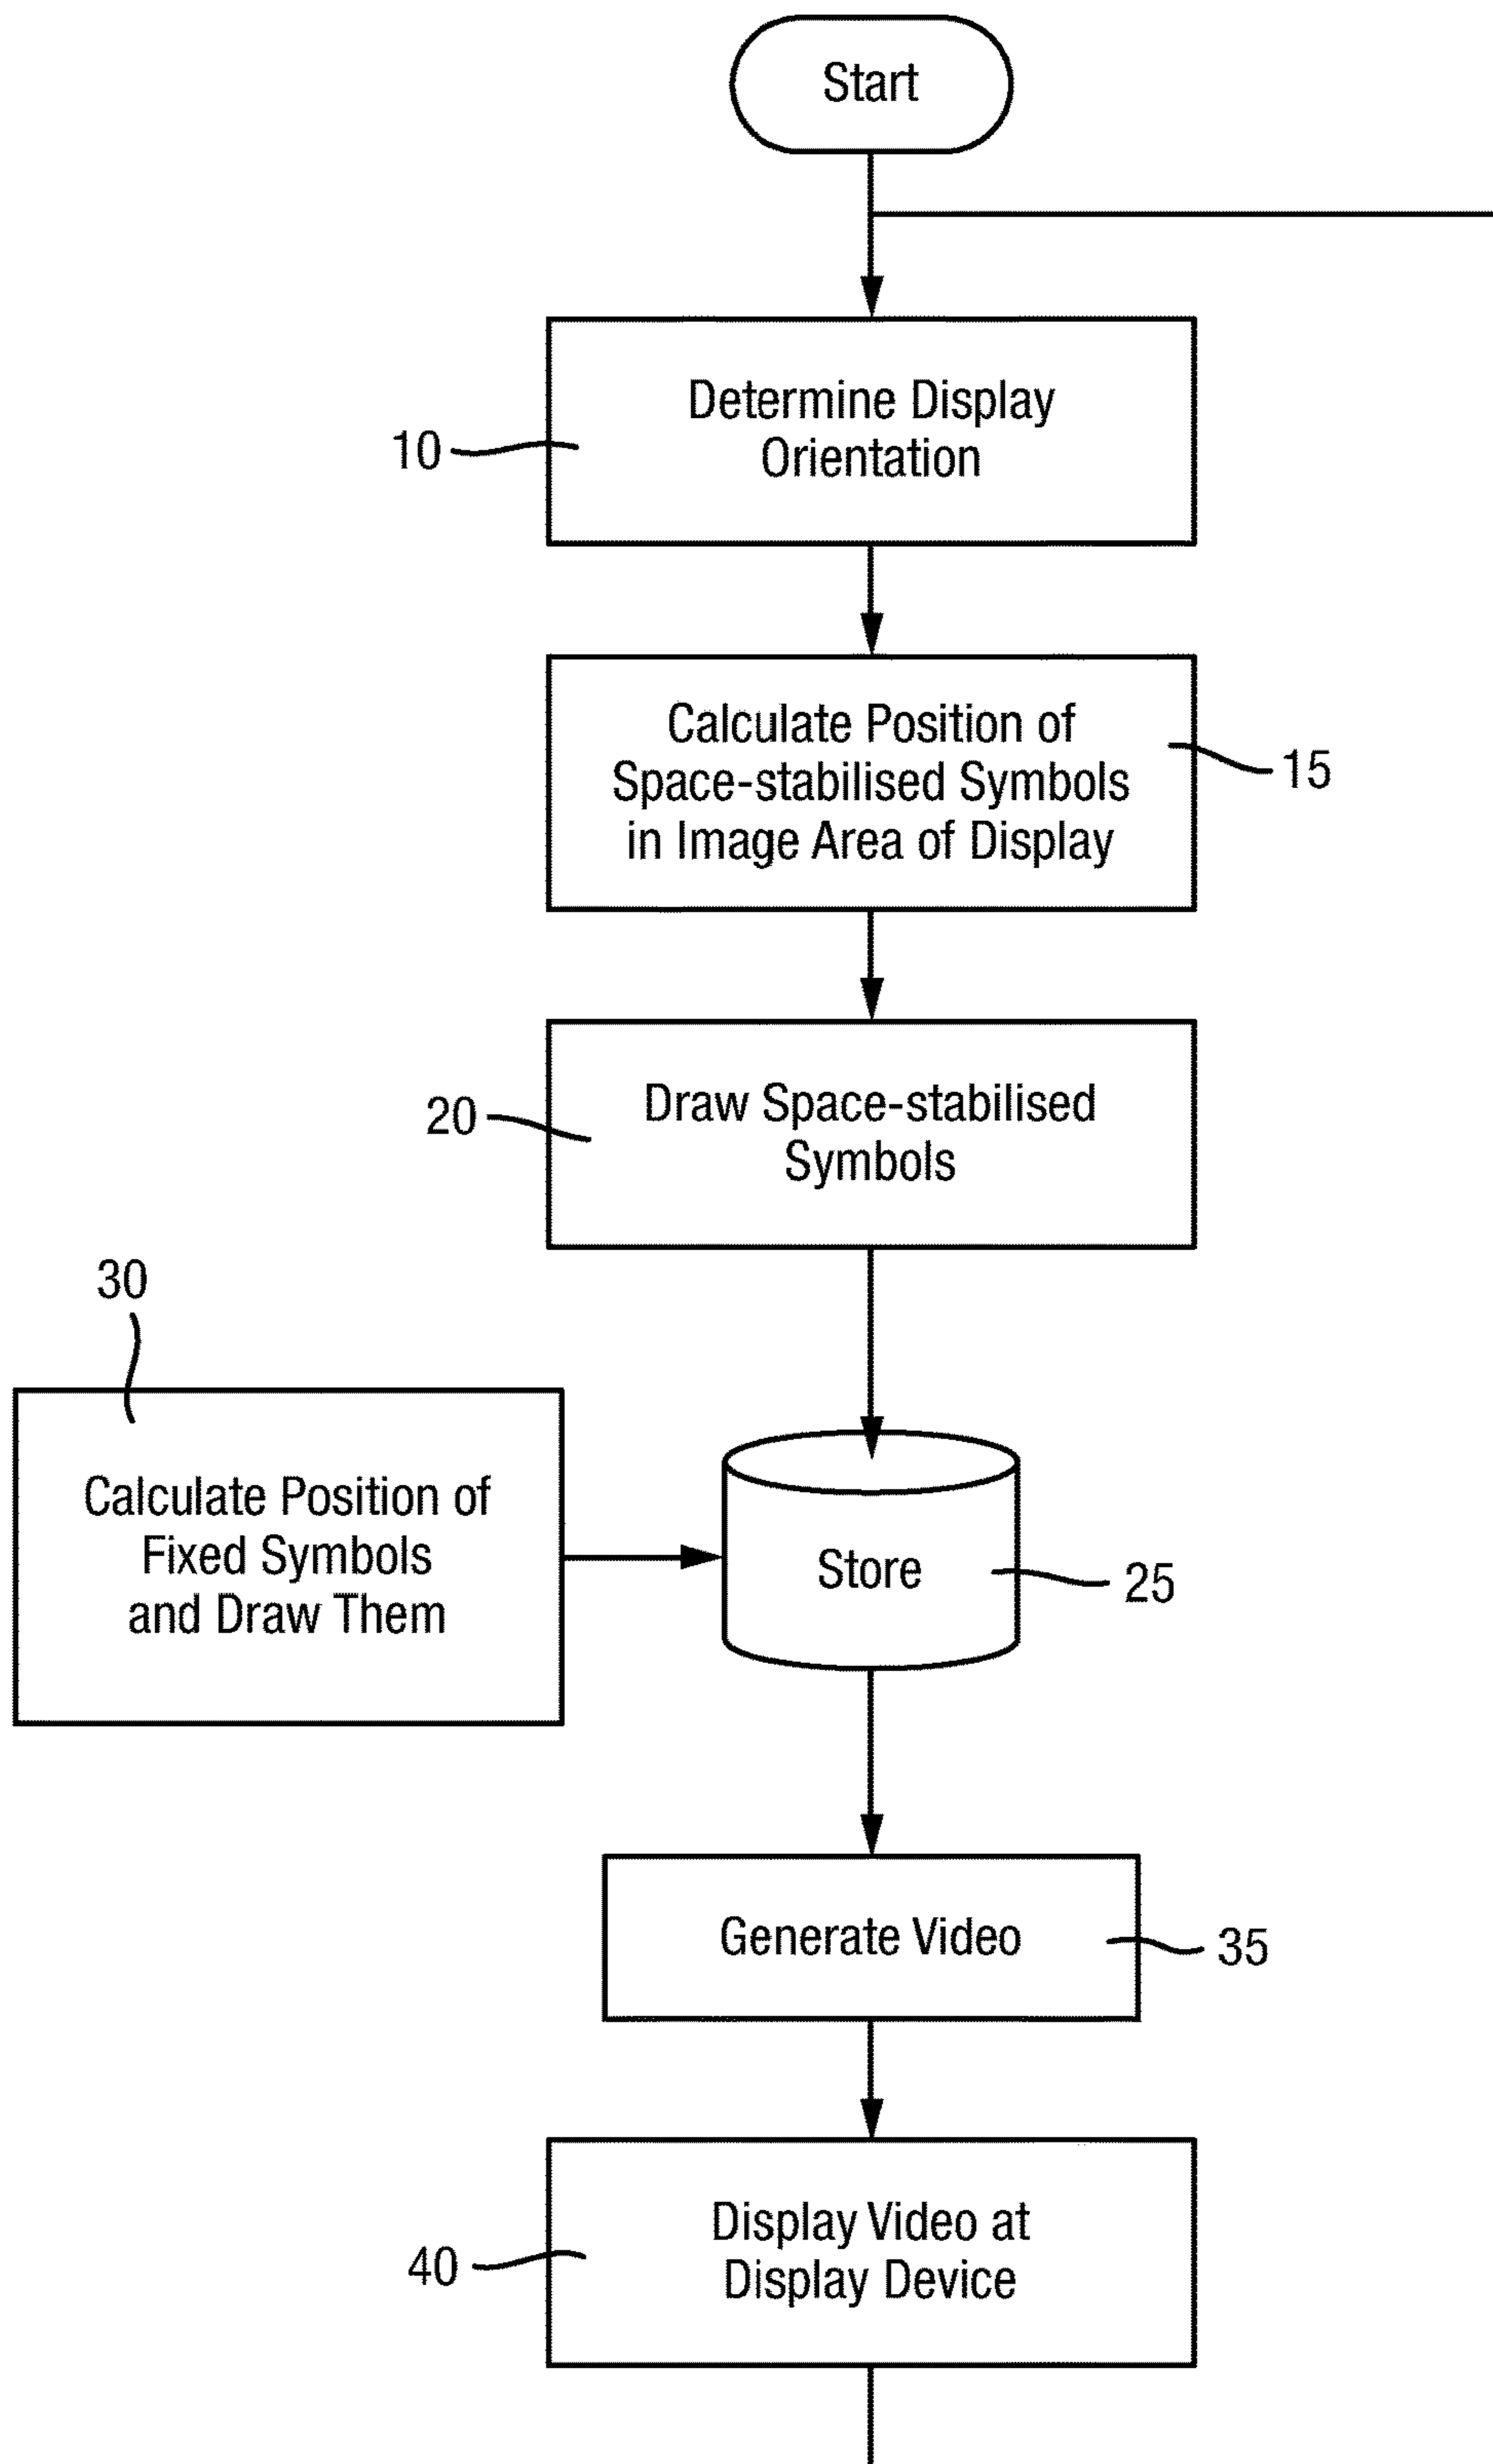 Start
Determine Display
Orientation
10
Calculate Position of
Space-stabilised Symbols
in Image Area of Display
15
Draw Space-stabilised
Symbols
20
30
Calculate Position of
Fixed Symbols
and Draw Them
Store
25
Generate Video
35
Display Video at
Display Device
40